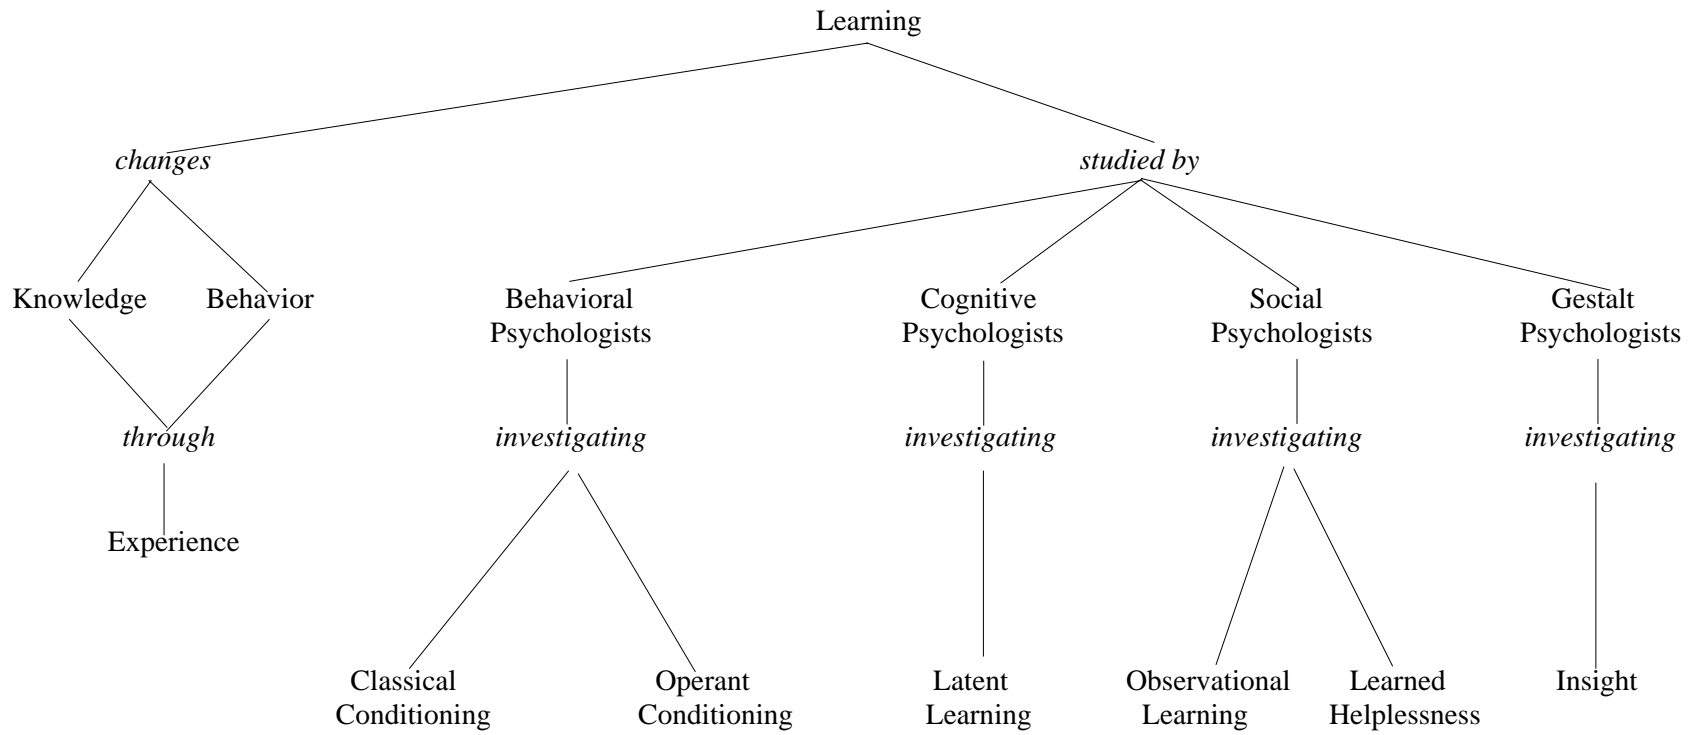 Learning
changes
studied by
Knowledge
Behavior
Behavioral
Psychologists
Cognitive
Psychologists
Social
Psychologists
Gestalt
Psychologists
through
investigating
investigating
investigating
investigating
Experience
Classical
Conditioning
Operant
Conditioning
Latent
Learning
Observational
Learning
Learned
Helplessness
Insight